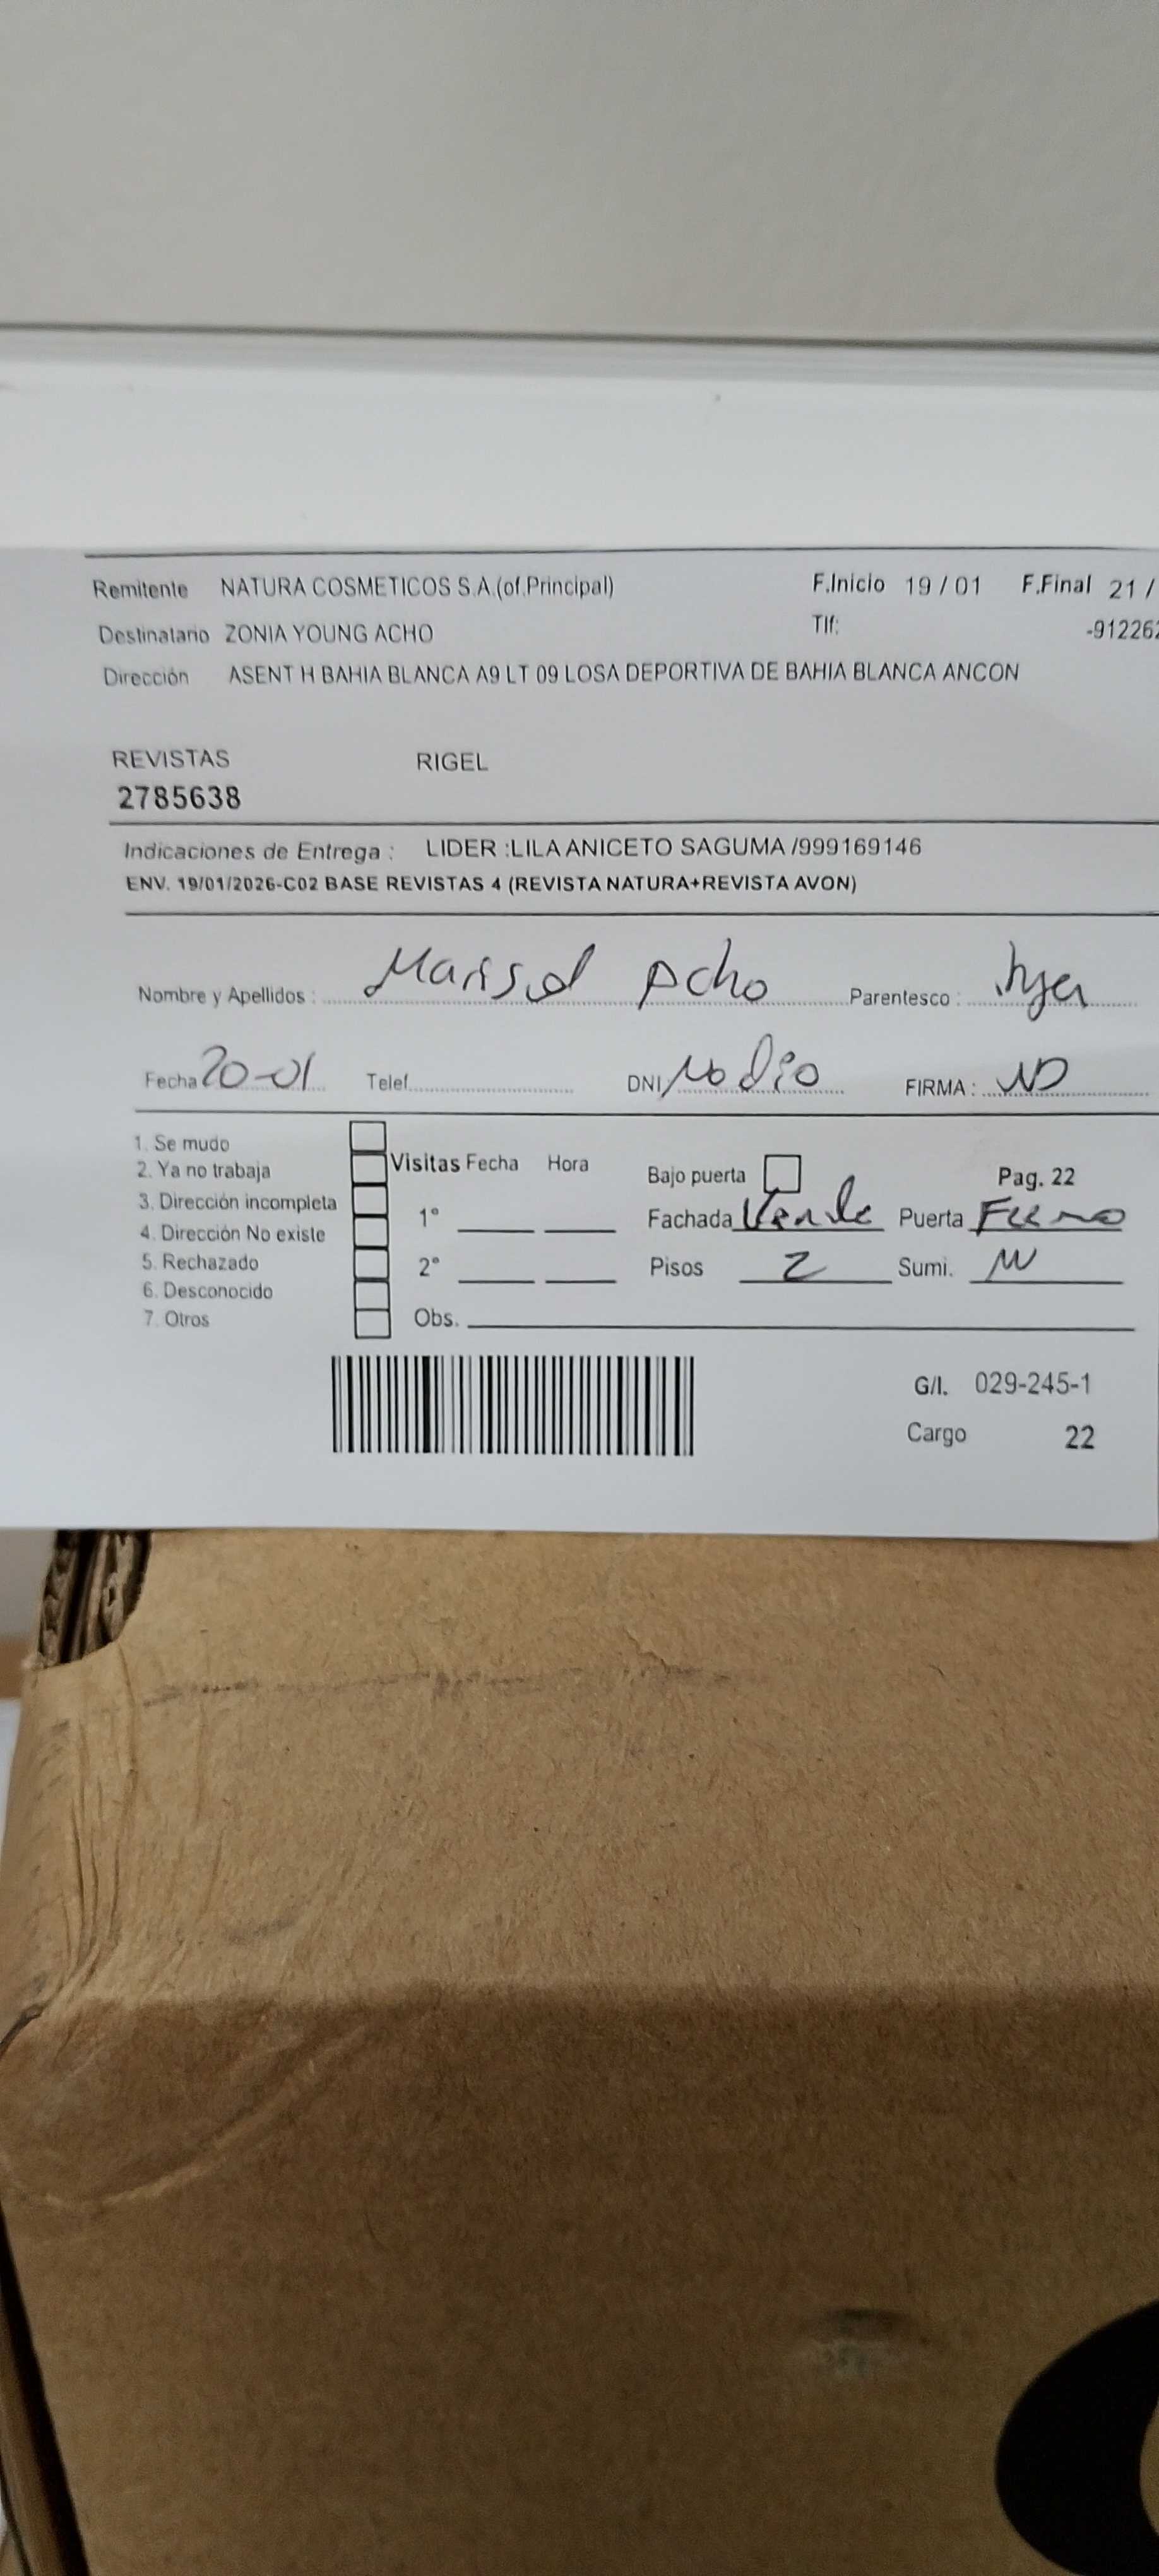 Remitente NATURA COSMETICOS S.A.(of.Principal) F.Inicio 19 / 01 F.Final 21 /
Destinatario ZONIA YOUNG ACHO Tlf: -912262
Dirección ASENT H BAHIA BLANCA A9 LT 09 LOSA DEPORTIVA DE BAHIA BLANCA ANCON
REVISTAS RIGEL
2785638
Indicaciones de Entrega : LIDER :LILA ANICETO SAGUMA /999169146
ENV. 19/01/2026-C02 BASE REVISTAS 4 (REVISTA NATURA+REVISTA AVON)
Nombre y Apellidos : Marisol Acho Parentesco :
Fecha 20-01 Telef. DNI No dio FIRMA :
1. Se mudo
2. Ya no trabaja Visitas Fecha Hora Bajo puerta Pag. 22
3. Dirección incompleta 1° Fachada Verde Puerta Fierro
4. Dirección No existe
5. Rechazado 2° Pisos 2 Sumi.
6. Desconocido
7. Otros Obs.
G/I. 029-245-1
Cargo 22